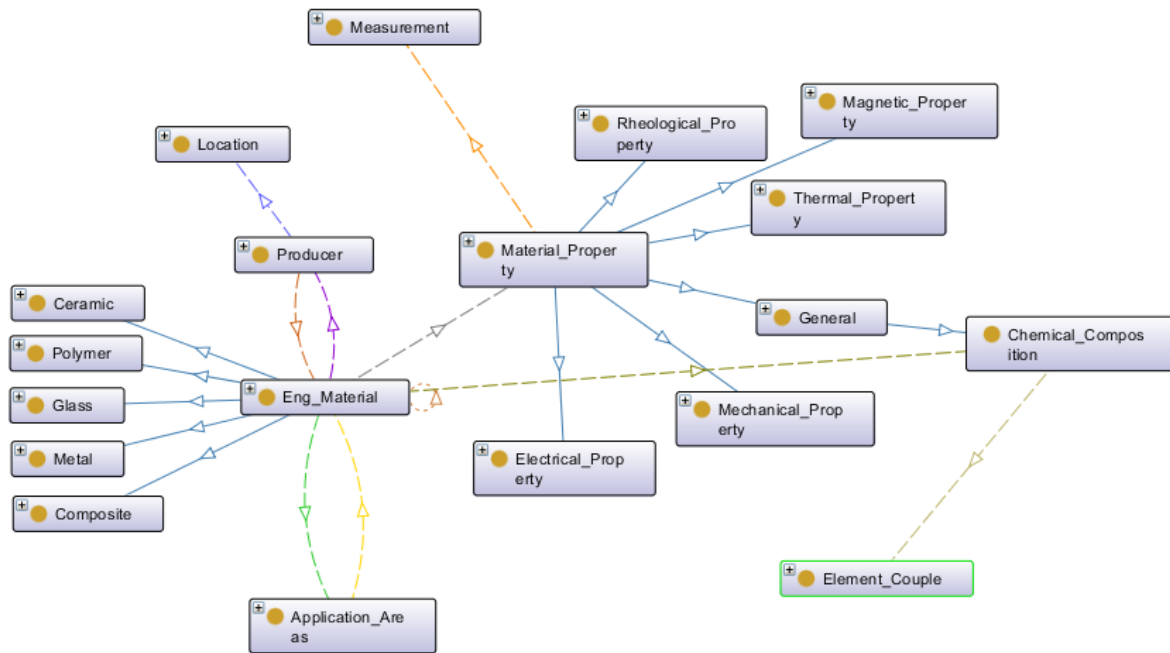 Measurement
Rheological_Pro
perty
Magnetic_Proper
ty
Location
Thermal_Propert
y
Producer
Material_Proper
ty
Ceramic
General
Chemical_Compos
ition
Polymer
Eng_Material
Glass
Mechanical_Prop
erty
Metal
Electrical_Prop
erty
Composite
Element_Couple
Application_Are
as